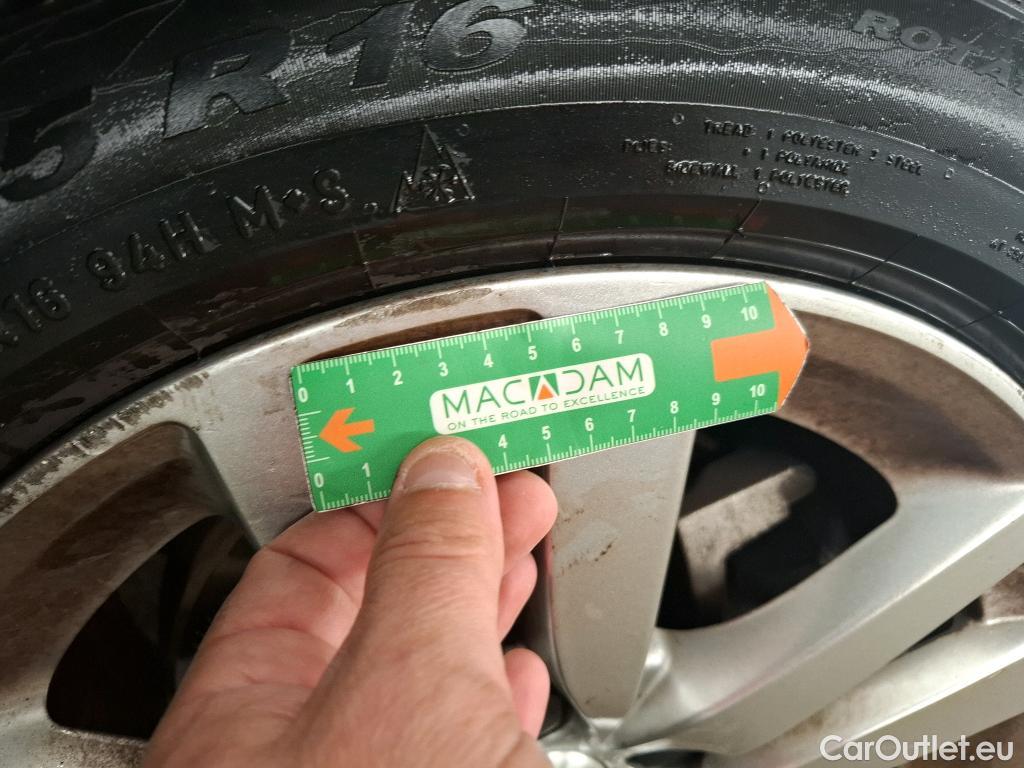 5 R 16
ROTA
R16 94H M+S.
PLIES:
TREAD 1 POLYESTER 2 STEEL
+ 1 POLYAMIDE
SIDEWALL 1 POLYESTER
0 1 2 3 4 5 6 7 8 9 10
MACADAM
ON THE ROAD TO EXCELLENCE
0 1 4 5 6 7 8 9 10
CarOutlet.eu